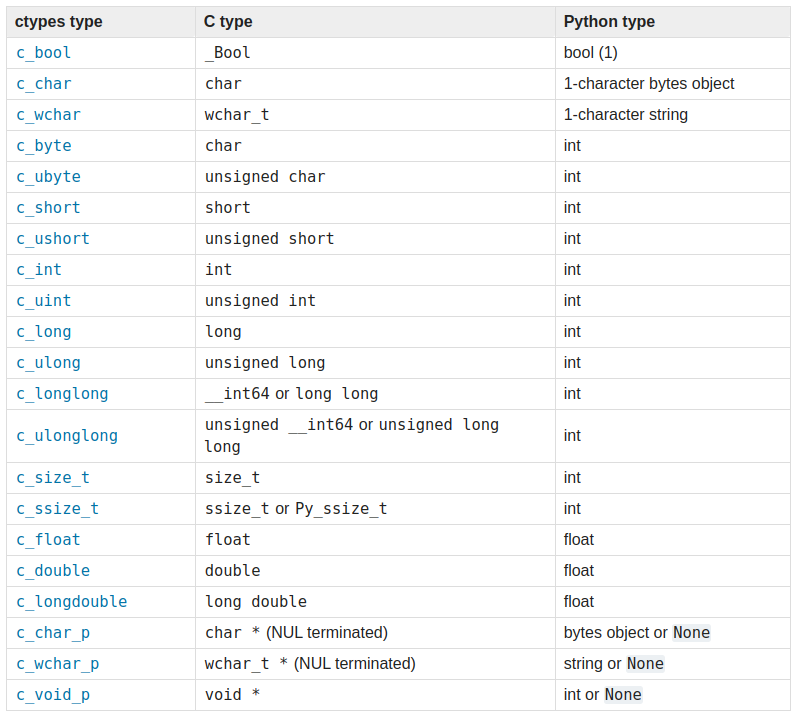 ctypes type C type Python type
c_bool _Bool bool (1)
c_char char 1-character bytes object
c_wchar wchar_t 1-character string
c_byte char int
c_ubyte unsigned char int
c_short short int
c_ushort unsigned short int
c_int int int
c_uint unsigned int int
c_long long int
c_ulong unsigned long int
c_longlong __int64 or long long int
c_ulonglong unsigned __int64 or unsigned long
long int
c_size_t size_t int
c_ssize_t ssize_t or Py_ssize_t int
c_float float float
c_double double float
c_longdouble long double float
c_char_p char * (NUL terminated) bytes object or None
c_wchar_p wchar_t * (NUL terminated) string or None
c_void_p void * int or None